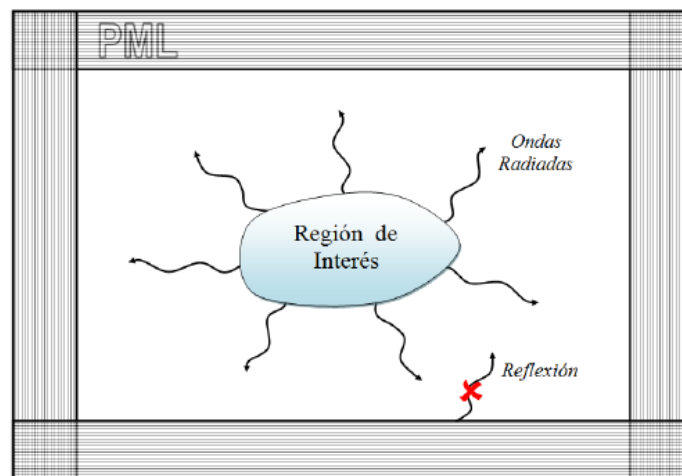 PML
Ondas
Radiadas
Región de
Interés
Reflexión